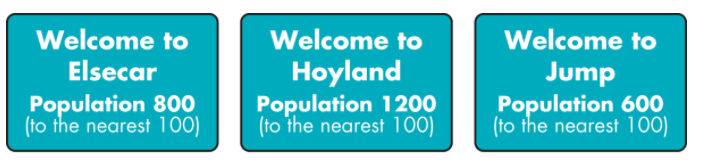 Welcome to
Elsecar
Population 800
(to the nearest 100)
Welcome to
Hoyland
Population 1200
(to the nearest 100)
Welcome to
Jump
Population 600
(to the nearest 100)